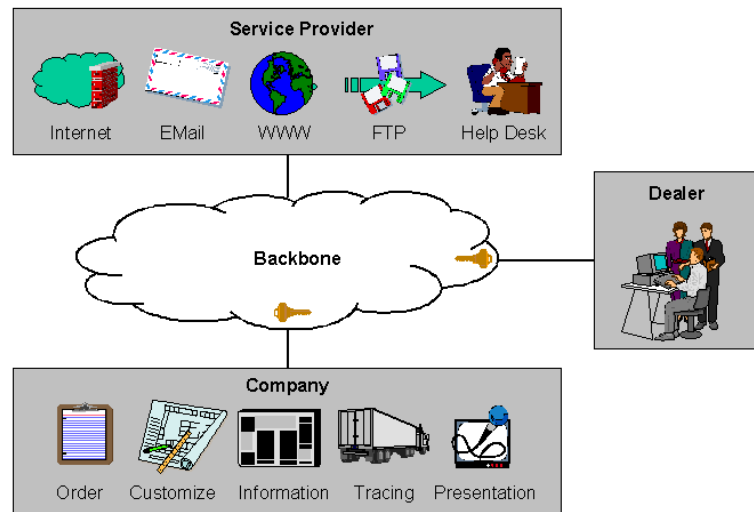 Service Provider
Internet EMail WWW FTP Help Desk
Dealer
Backbone
Company
Order Customize Information Tracing Presentation